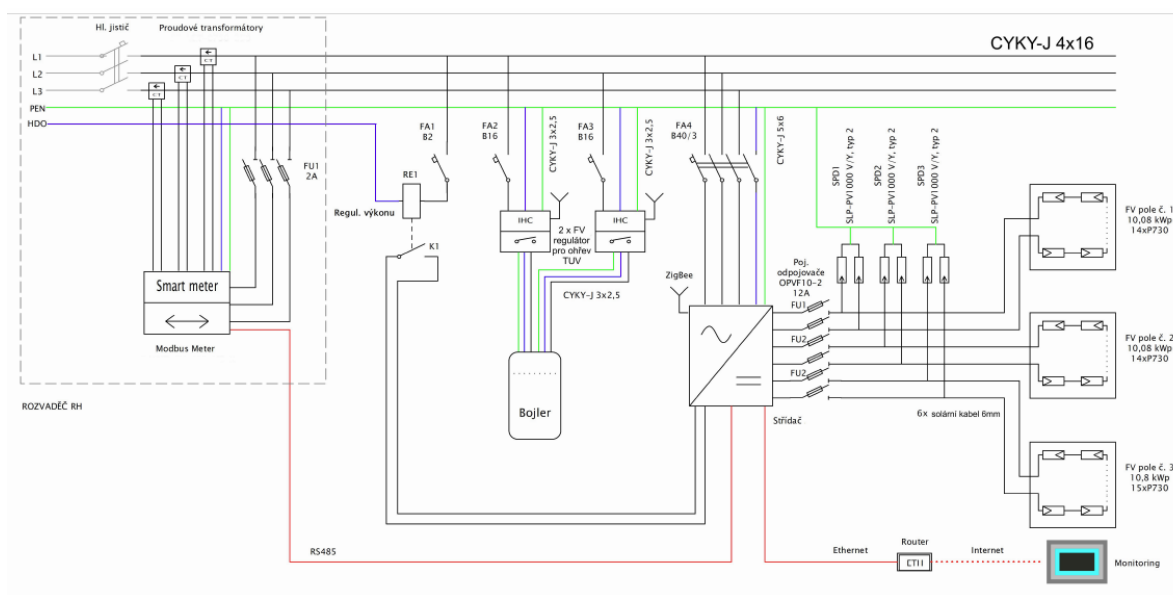 Hl. jistič
Proudové transformátory
CYKY-J 4x16
L1
L2
L3
PEN
HDO
CT
CT
CT
FU1
2A
FA1
B2
FA2
B16
FA3
B16
FA4
B40/3
CYKY-J 3x2,5
CYKY-J 3x2,5
CYKY-J 5x6
RE1
Regul. výkonu
K1
IHC
IHC
2 x FV
regulátor
pro ohřev
TUV
CYKY-J 3x2,5
ZigBee
Poj.
odpojovače
OPVF10-2
12A
FU1
FU2
FU2
SPD1
SLP-PV1000 V/Y, typ 2
SPD2
SLP-PV1000 V/Y, typ 2
SPD3
SLP-PV1000 V/Y, typ 2
FV pole č. 1
10,08 kWp
14xP730
FV pole č. 2
10,08 kWp
14xP730
FV pole č. 3
10,8 kWp
15xP730
Smart meter
Modbus Meter
ROZVADĚČ RH
Bojler
Střídač
6x solární kabel 6mm
RS485
Ethernet
Router
Internet
Monitoring